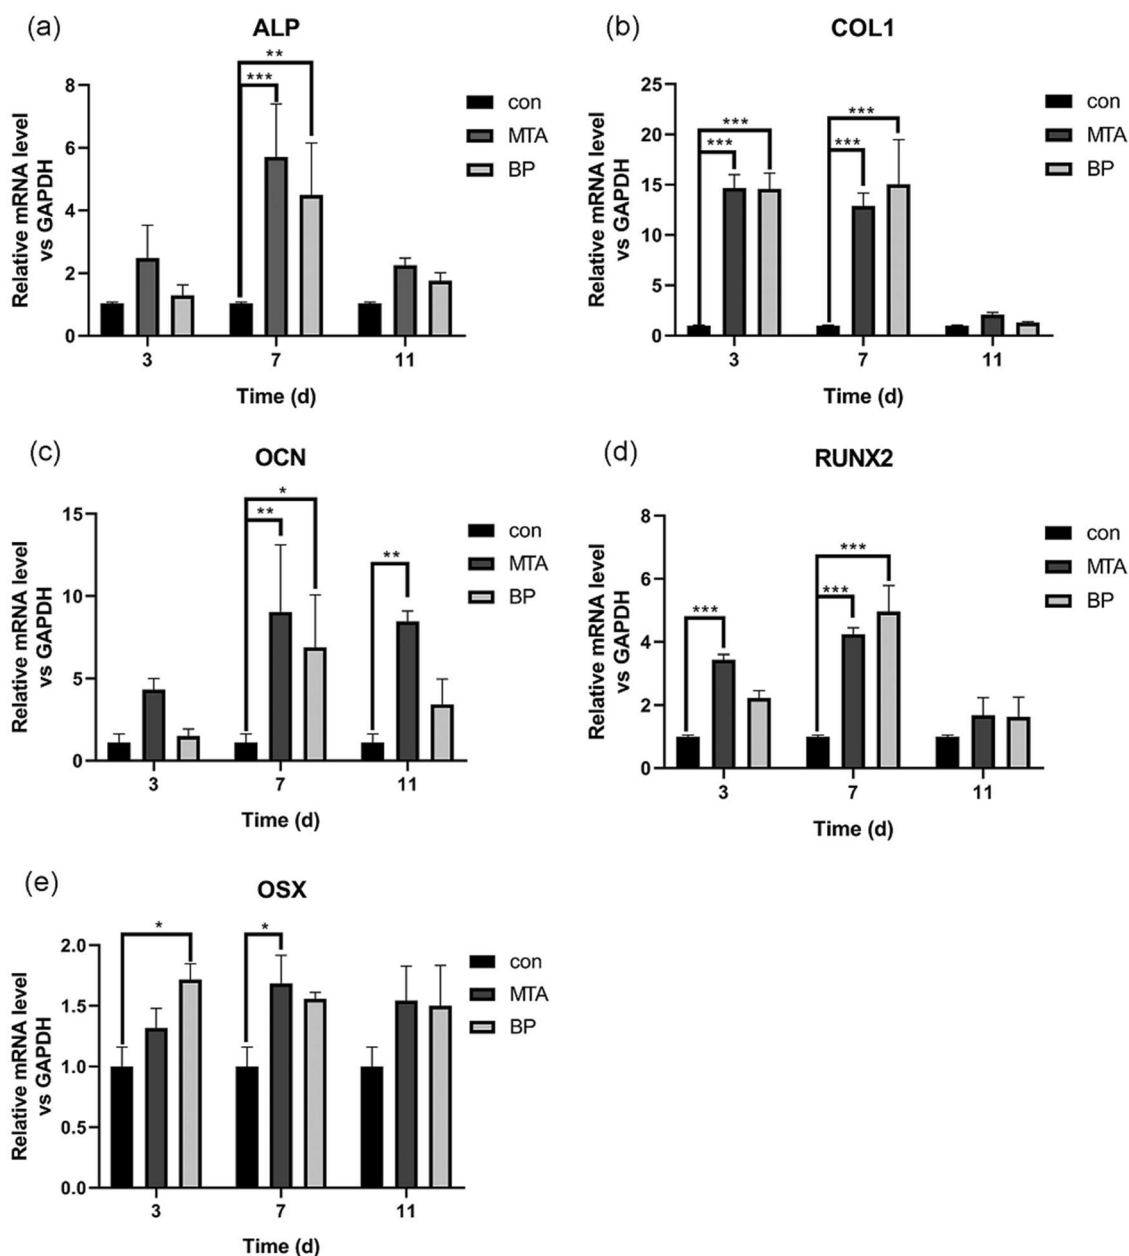 (a)
ALP
**
***
8
6
4
2
0
Relative mRNA level
vs GAPDH
3
7
11
Time (d)
con
MTA
BP
(b)
COL1
***
***
***
***
25
20
15
10
5
0
Relative mRNA level
vs GAPDH
3
7
11
Time (d)
con
MTA
BP
(c)
OCN
*
**
**
15
10
5
0
Relative mRNA level
vs GAPDH
3
7
11
Time (d)
con
MTA
BP
(d)
RUNX2
***
***
***
8
6
4
2
0
Relative mRNA level
vs GAPDH
3
7
11
Time (d)
con
MTA
BP
(e)
OSX
*
*
2.0
1.5
1.0
0.5
0.0
Relative mRNA level
vs GAPDH
3
7
11
Time (d)
con
MTA
BP